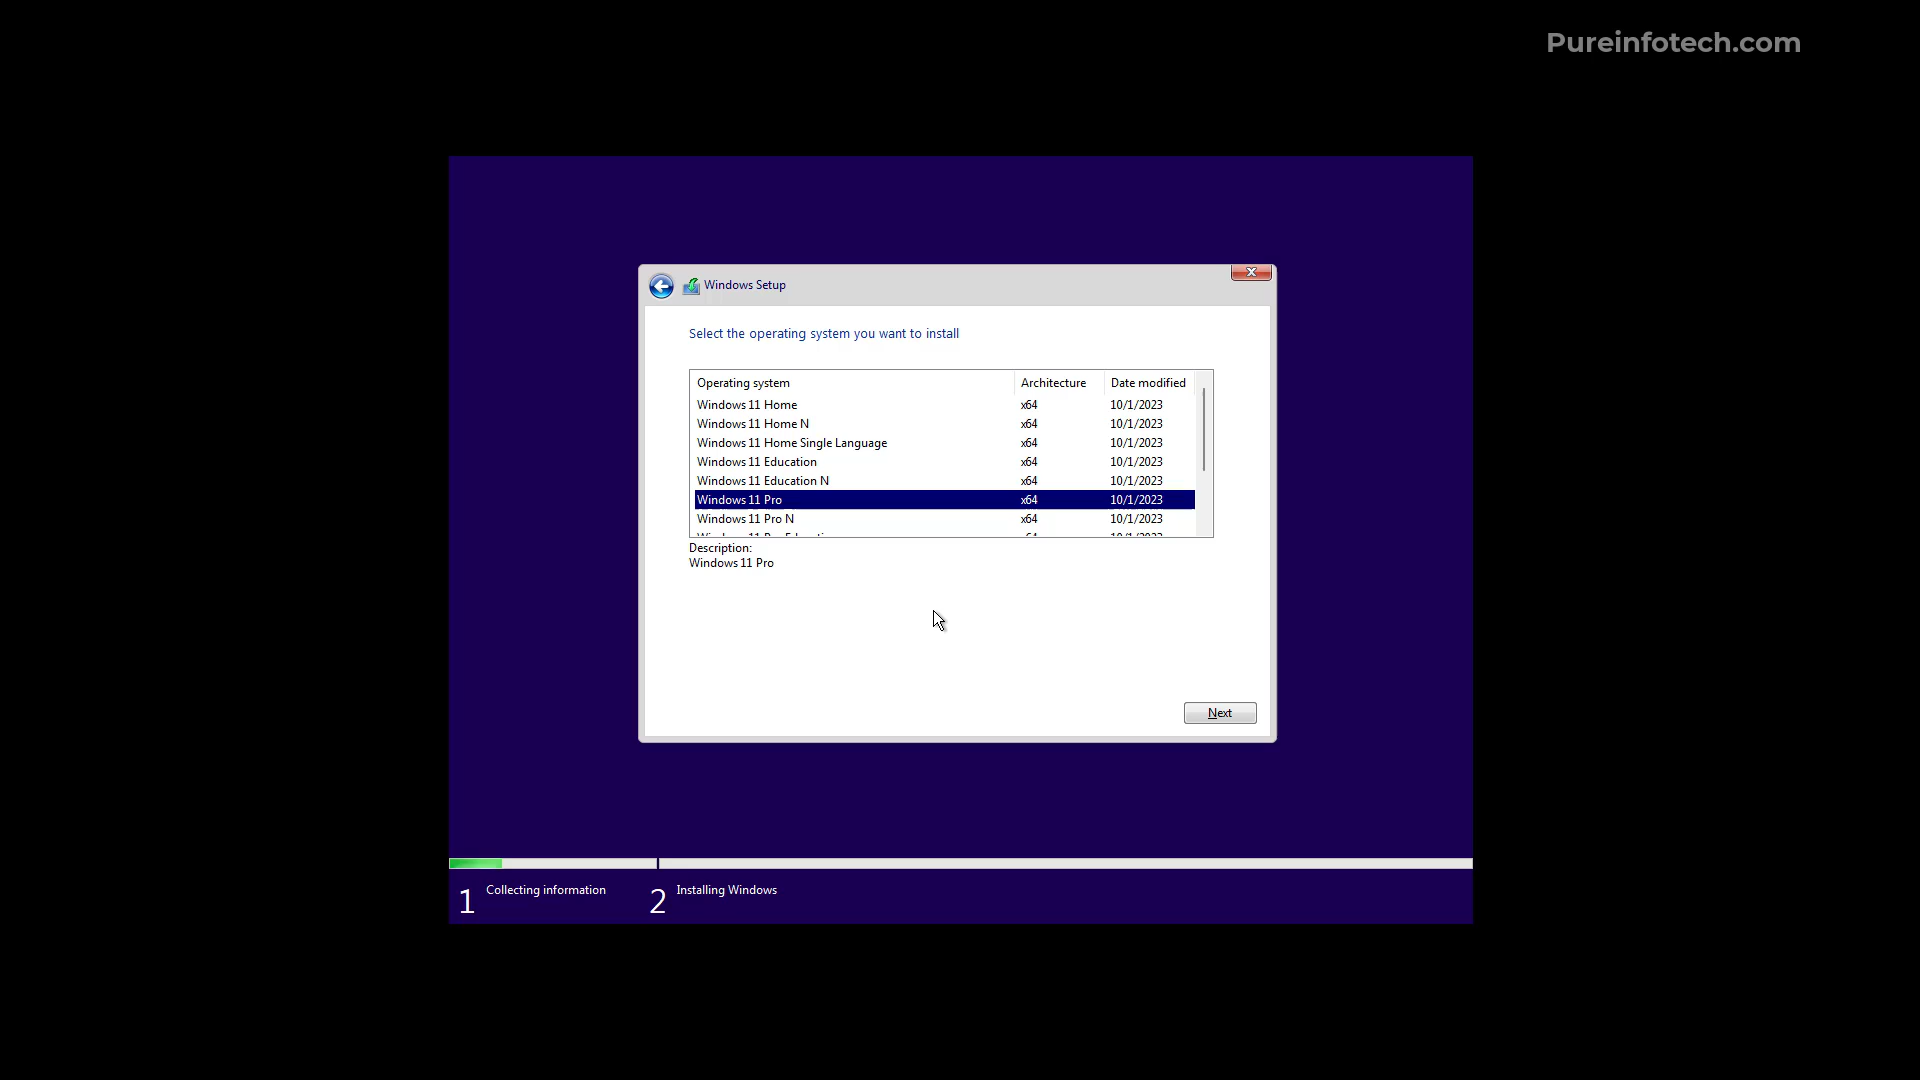 Pureinfotech.com
Windows Setup
Select the operating system you want to install
Operating system Architecture Date modified
Windows 11 Home x64 10/1/2023
Windows 11 Home N x64 10/1/2023
Windows 11 Home Single Language x64 10/1/2023
Windows 11 Education x64 10/1/2023
Windows 11 Education N x64 10/1/2023
Windows 11 Pro x64 10/1/2023
Windows 11 Pro N x64 10/1/2023
Description:
Windows 11 Pro
Next
1 Collecting information 2 Installing Windows